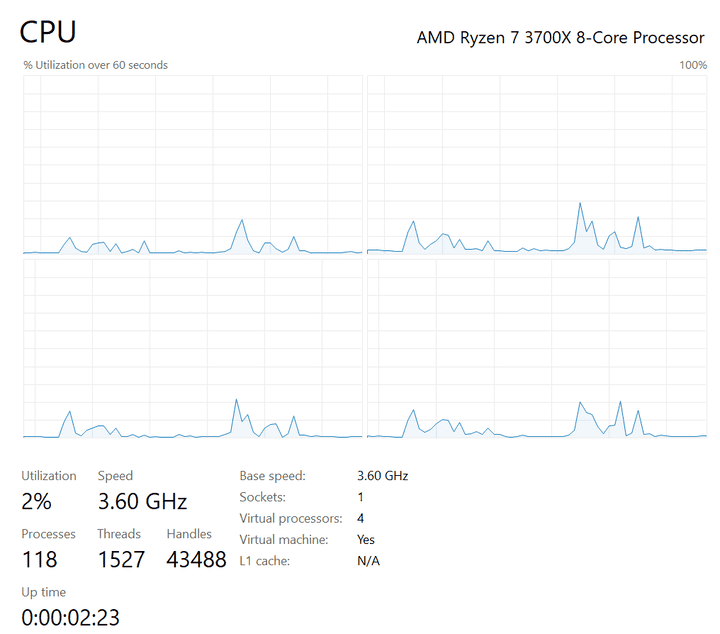 CPU
AMD Ryzen 7 3700X 8-Core Processor
% Utilization over 60 seconds
100%
Utilization
Speed
2%
3.60 GHz
Processes
Threads
Handles
118
1527
43488
Up time
0:00:02:23
Base speed:
3.60 GHz
Sockets:
1
Virtual processors:
4
Virtual machine:
Yes
L1 cache:
N/A